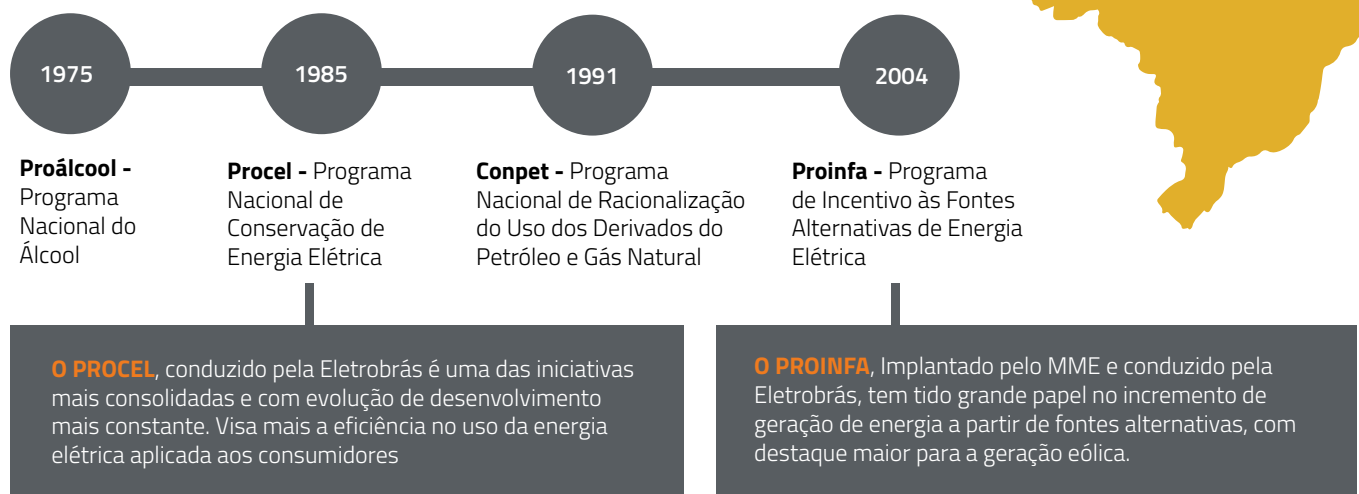 1975
1985
1991
2004
Proálcool -
Programa
Nacional do
Álcool
Procel - Programa
Nacional de
Conservação de
Energia Elétrica
Conpet - Programa
Nacional de Racionalização
do Uso dos Derivados do
Petróleo e Gás Natural
Proinfa - Programa
de Incentivo às Fontes
Alternativas de Energia
Elétrica
O PROCEL, conduzido pela Eletrobrás é uma das iniciativas
mais consolidadas e com evolução de desenvolvimento
mais constante. Visa mais a eficiência no uso da energia
elétrica aplicada aos consumidores
O PROINFA, Implantado pelo MME e conduzido pela
Eletrobrás, tem tido grande papel no incremento de
geração de energia a partir de fontes alternativas, com
destaque maior para a geração eólica.